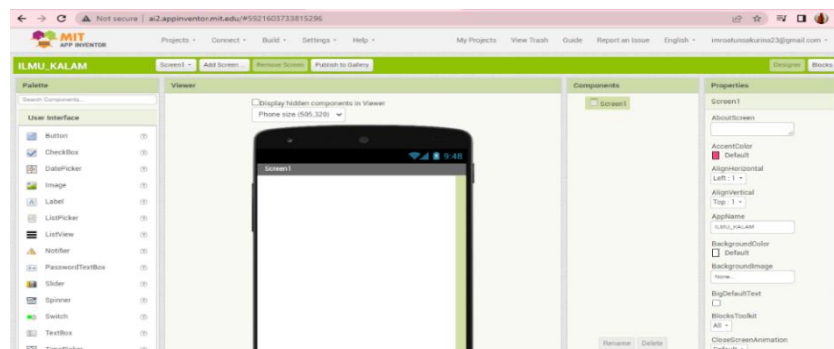 Not secure | ai2.appinventor.mit.edu/#5921603733815296
MIT APP INVENTOR
Projects Connect Build Settings Help My Projects View Trash Guide Report an Issue English
ILMU_KALAM Screen1 Add Screen... Remove Screen Publish to Gallery Designer Blocks
Palette
Search Components...
User Interface
Button
CheckBox
DatePicker
Image
Label
ListPicker
ListView
Notifier
PasswordTextBox
Slider
Spinner
Switch
TextBox
TimePicker
Viewer
Display hidden components in Viewer
Phone size (505,320)
9:48
Screen1
Components
Screen1
Rename Delete
Properties
Screen1
AboutScreen
AccentColor
Default
AlignHorizontal
Left : 1
AlignVertical
Top : 1
AppName
ILMU_KALAM
BackgroundColor
Default
BackgroundImage
None...
BigDefaultText
BlocksToolkit
All
CloseScreenAnimation
Default